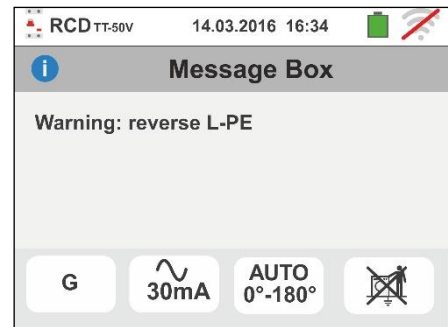 RCD TT-50V 14.03.2016 16:34
i Message Box
Warning: reverse L-PE
G 30mA AUTO
0°-180°